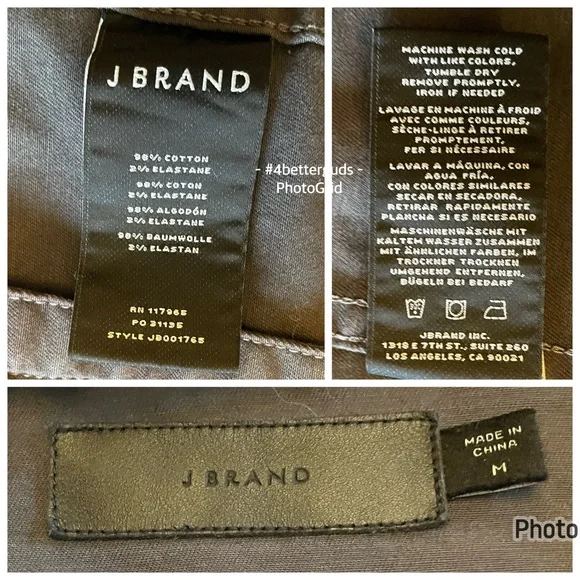 J BRAND
98% COTTON
2% ELASTANE
98% COTON
2% ELASTANE
98% ALGODÓN
2% ELASTANE
98% BAUMWOLLE
2% ELASTAN
RN 117965
PO 31135
STYLE JB001765
- #4betterguds -
PhotoGrid
MACHINE WASH COLD
WITH LIKE COLORS,
TUMBLE DRY
REMOVE PROMPTLY.
IRON IF NEEDED
LAVAGE EN MACHINE À FROID
AVEC COMME COULEURS,
SÈCHE-LINGE À RETIRER
PROMPTEMENT,
FER SI NÉCESSAIRE
LAVAR A MÁQUINA, CON
AGUA FRÍA,
CON COLORES SIMILARES
SECAR EN SECADORA,
RETIRAR RAPIDAMENTE
PLANCHA SI ES NECESARIO
MASCHINENWÄSCHE MIT
KALTEM WASSER ZUSAMMEN
MIT ÄHNLICHEN FARBEN, IM
TROCKNER TROCKNEN
UMGEHEND ENTFERNEN,
BÜGELN BEI BEDARF
JBRAND INC.
1318 E 7TH ST., SUITE 260
LOS ANGELES, CA 90021
J BRAND
MADE IN
CHINA
M
Photo